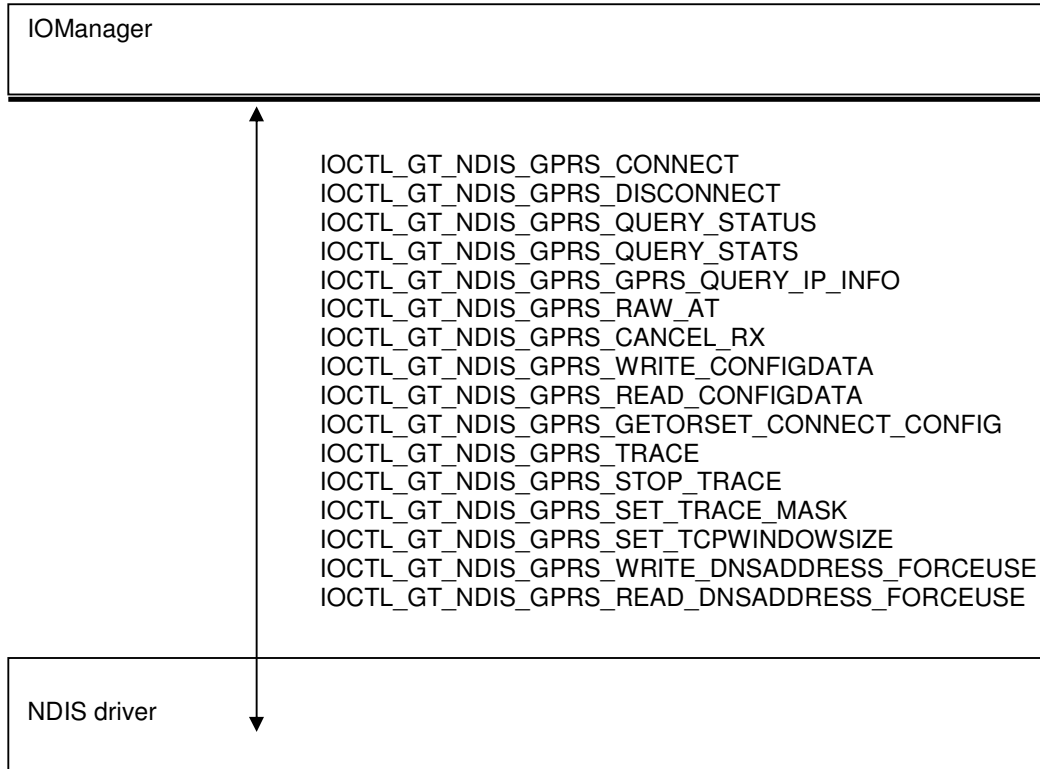 IOManager
IOCTL_GT_NDIS_GPRS_CONNECT
IOCTL_GT_NDIS_GPRS_DISCONNECT
IOCTL_GT_NDIS_GPRS_QUERY_STATUS
IOCTL_GT_NDIS_GPRS_QUERY_STATS
IOCTL_GT_NDIS_GPRS_GPRS_QUERY_IP_INFO
IOCTL_GT_NDIS_GPRS_RAW_AT
IOCTL_GT_NDIS_GPRS_CANCEL_RX
IOCTL_GT_NDIS_GPRS_WRITE_CONFIGDATA
IOCTL_GT_NDIS_GPRS_READ_CONFIGDATA
IOCTL_GT_NDIS_GPRS_GETORSET_CONNECT_CONFIG
IOCTL_GT_NDIS_GPRS_TRACE
IOCTL_GT_NDIS_GPRS_STOP_TRACE
IOCTL_GT_NDIS_GPRS_SET_TRACE_MASK
IOCTL_GT_NDIS_GPRS_SET_TCPWINDOWSIZE
IOCTL_GT_NDIS_GPRS_WRITE_DNSADDRESS_FORCEUSE
IOCTL_GT_NDIS_GPRS_READ_DNSADDRESS_FORCEUSE
NDIS driver